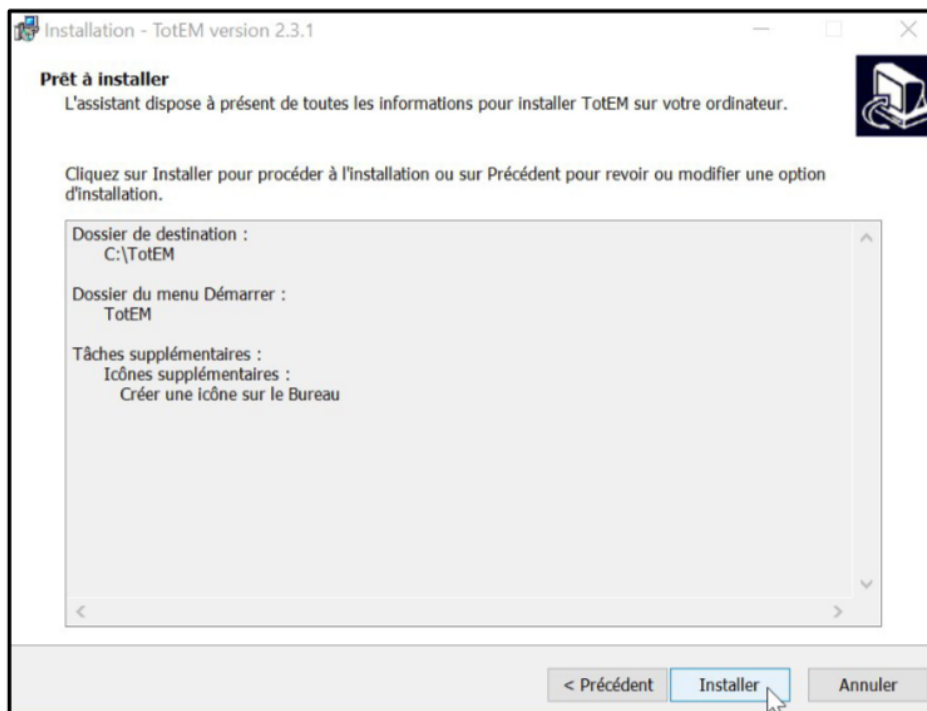 Installation - TotEM version 2.3.1
Prêt à installer
L'assistant dispose à présent de toutes les informations pour installer TotEM sur votre ordinateur.
Cliquez sur Installer pour procéder à l'installation ou sur Précédent pour revoir ou modifier une option
d'installation.
Dossier de destination :
C:\TotEM
Dossier du menu Démarrer :
TotEM
Tâches supplémentaires :
Icônes supplémentaires :
Créer une icône sur le Bureau
< Précédent Installer Annuler